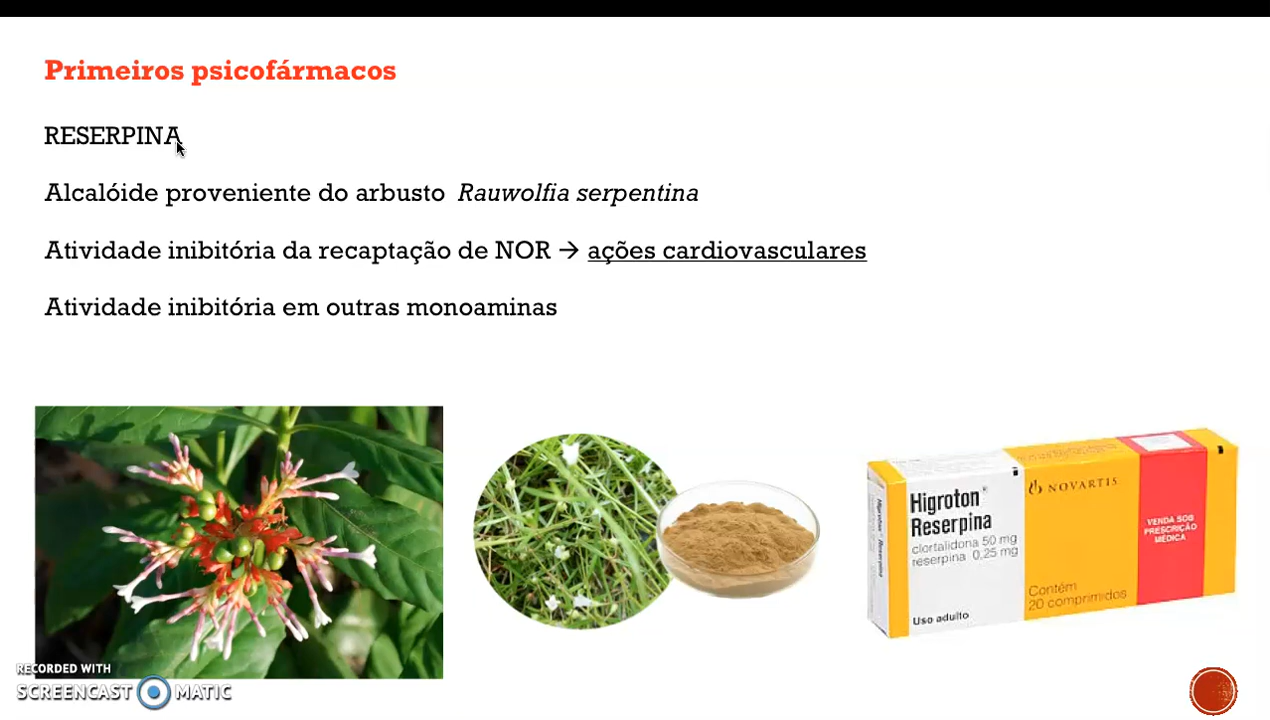 Primeiros psicofármacos
RESERPINA
Alcalóide proveniente do arbusto Rauwolfia serpentina
Atividade inibitória da recaptação de NOR → ações cardiovasculares
Atividade inibitória em outras monoaminas
Higroton®
Reserpina
clortalidona 50 mg
reserpina 0,25 mg
Uso adulto
NOVARTIS
Contém
20 comprimidos
VENDA SOB
PRESCRIÇÃO
MÉDICA
Higroton® Reserpina
RECORDED WITH
SCREENCAST MATIC